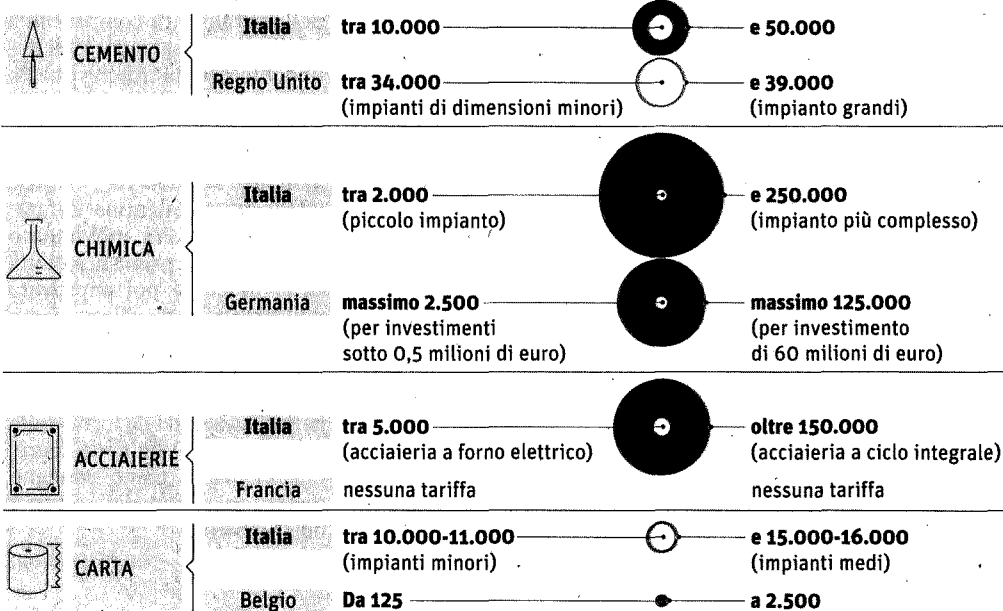 CEMENTO
Italia tra 10.000 e 50.000
Regno Unito tra 34.000 e 39.000
(impianti di dimensioni minori) (impianto grandi)
CHIMICA
Italia tra 2.000 e 250.000
(piccolo impianto) (impianto più complesso)
Germania massimo 2.500 massimo 125.000
(per investimenti (per investimento
sotto 0,5 milioni di euro) di 60 milioni di euro)
ACCIAIERIE
Italia tra 5.000 oltre 150.000
(acciaieria a forno elettrico) (acciaieria a ciclo integrale)
Francia nessuna tariffa nessuna tariffa
CARTA
Italia tra 10.000-11.000 e 15.000-16.000
(impianti minori) (impianti medi)
Belgio Da 125 a 2.500